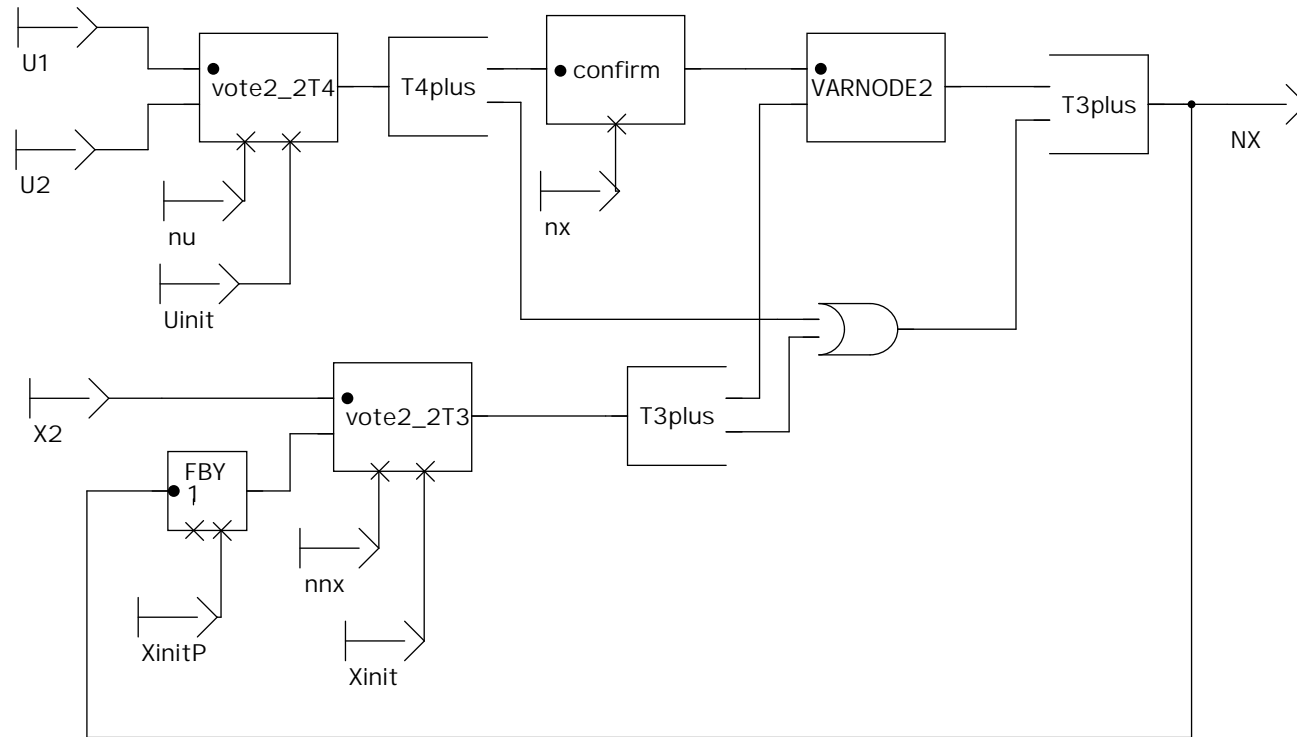 U1
U2
vote2_2T4
T4plus
confirm
VARNODE2
T3plus
NX
nu
nx
Uinit
X2
vote2_2T3
T3plus
FBY
1
nnx
XinitP
Xinit